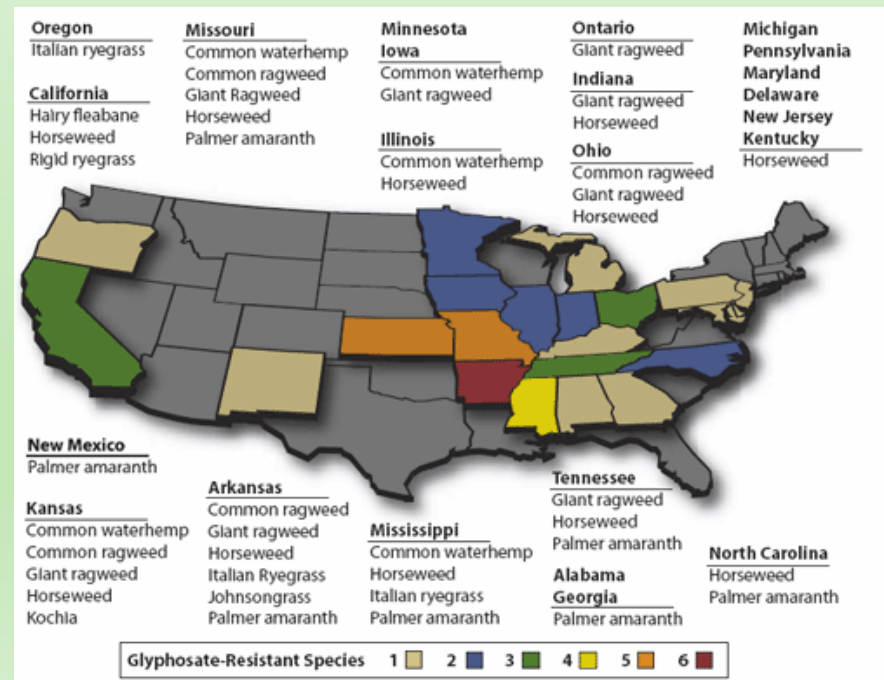 Oregon
Italian ryegrass
California
Hairy fleabane
Horseweed
Rigid ryegrass
Missouri
Common waterhemp
Common ragweed
Giant Ragweed
Horseweed
Palmer amaranth
Minnesota
Iowa
Common waterhemp
Giant ragweed
Illinois
Common waterhemp
Horseweed
Ontario
Giant ragweed
Indiana
Giant ragweed
Horseweed
Ohio
Common ragweed
Giant ragweed
Horseweed
Michigan
Pennsylvania
Maryland
Delaware
New Jersey
Kentucky
Horseweed
New Mexico
Palmer amaranth
Kansas
Common waterhemp
Common ragweed
Giant ragweed
Horseweed
Kochia
Arkansas
Common ragweed
Giant ragweed
Horseweed
Italian Ryegrass
Johnsongrass
Palmer amaranth
Mississippi
Common waterhemp
Horseweed
Italian ryegrass
Palmer amaranth
Tennessee
Giant ragweed
Horseweed
Palmer amaranth
Alabama
Georgia
Palmer amaranth
North Carolina
Horseweed
Palmer amaranth
Glyphosate-Resistant Species 1 2 3 4 5 6